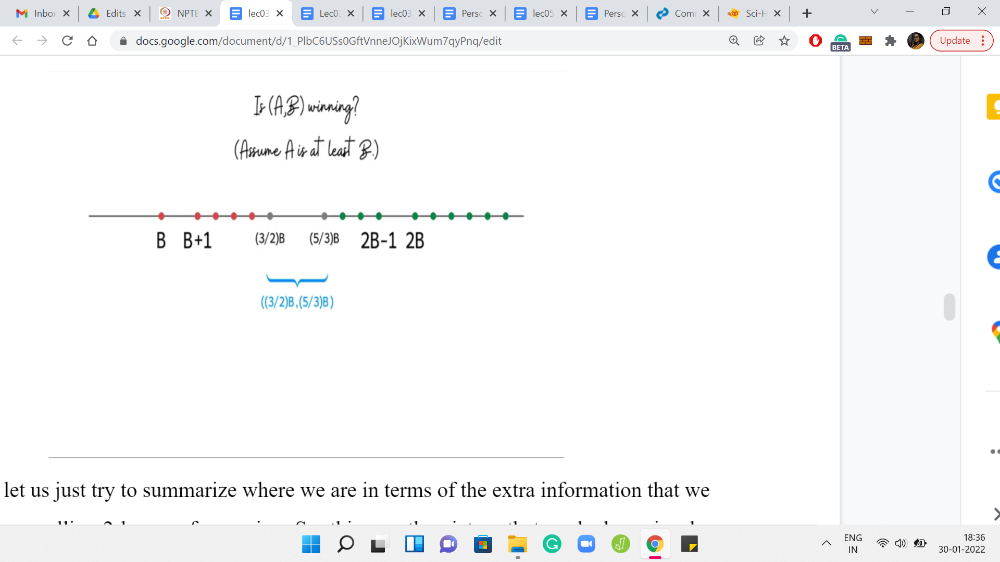 Inbo
Edits
NPTE
lec03
Lec0
lec03
Perso
lec05
Perso
Com
Sci-H
docs.google.com/document/d/1_PlbC6USs0GftVnneJOjKixWum7qyPnq/edit
BETA
Update
Is (A,B) winning?
(Assume A is at least B.)
B B+1 (3/2)B (5/3)B 2B-1 2B
((3/2)B,(5/3)B)
let us just try to summarize where we are in terms of the extra information that we
ENG
IN
18:36
30-01-2022